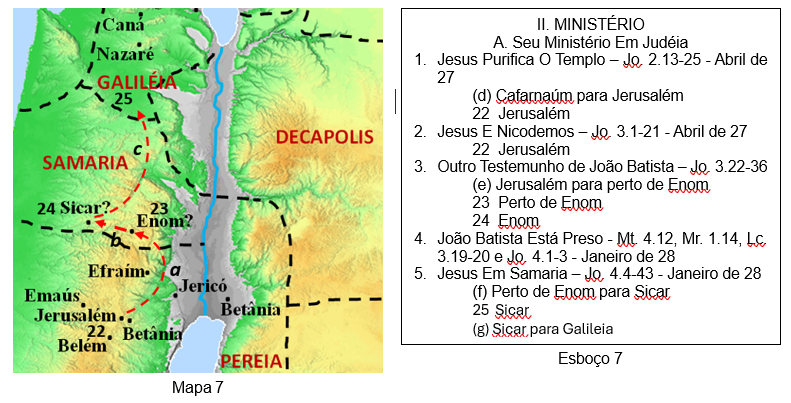 Caná
Nazaré
GALILÉIA
25
DECAPOLIS
c
SAMARIA
24 Sicar?
23
Enom?
b
Efraím
a
Jericó
Emaús
Betânia
Jerusalém
22
Betânia
Belém
PEREIA
Mapa 7
II. MINISTÉRIO
A. Seu Ministério Em Judéia
1. Jesus Purifica O Templo – Jo. 2.13-25 - Abril de
27
(d) Cafarnaúm para Jerusalém
22 Jerusalém
2. Jesus E Nicodemos – Jo. 3.1-21 - Abril de 27
22 Jerusalém
3. Outro Testemunho de João Batista – Jo. 3.22-36
(e) Jerusalém para perto de Enom
23 Perto de Enom
24 Enom
4. João Batista Está Preso - Mt. 4.12, Mr. 1.14, Lc.
3.19-20 e Jo. 4.1-3 - Janeiro de 28
5. Jesus Em Samaria – Jo. 4.4-43 - Janeiro de 28
(f) Perto de Enom para Sicar
25 Sicar
(g) Sicar para Galileia
Esboço 7